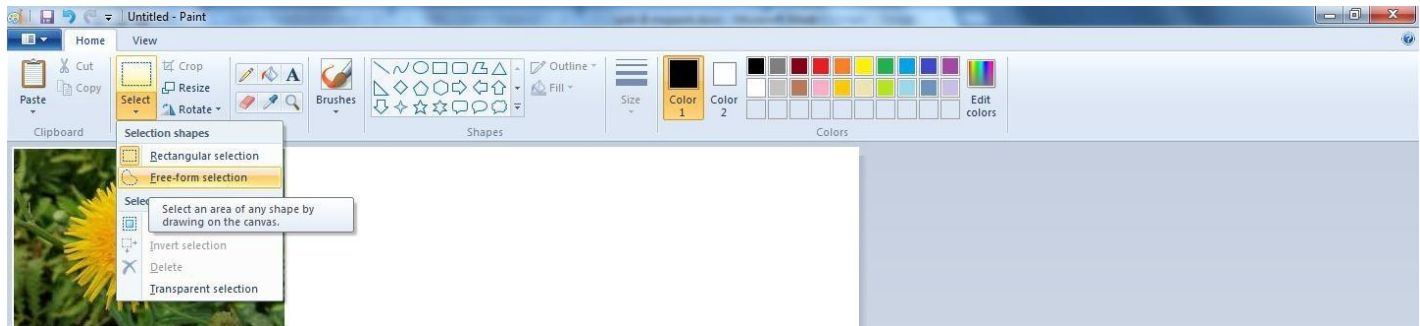 Untitled - Paint
Home View
Cut
Copy
Paste
Clipboard
Select
Crop
Resize
Rotate
A
Brushes
Shapes
Outline
Fill
Size
Color 1
Color 2
Colors
Edit colors
Selection shapes
Rectangular selection
Free-form selection
Selec
Select an area of any shape by
drawing on the canvas.
Invert selection
Delete
Transparent selection